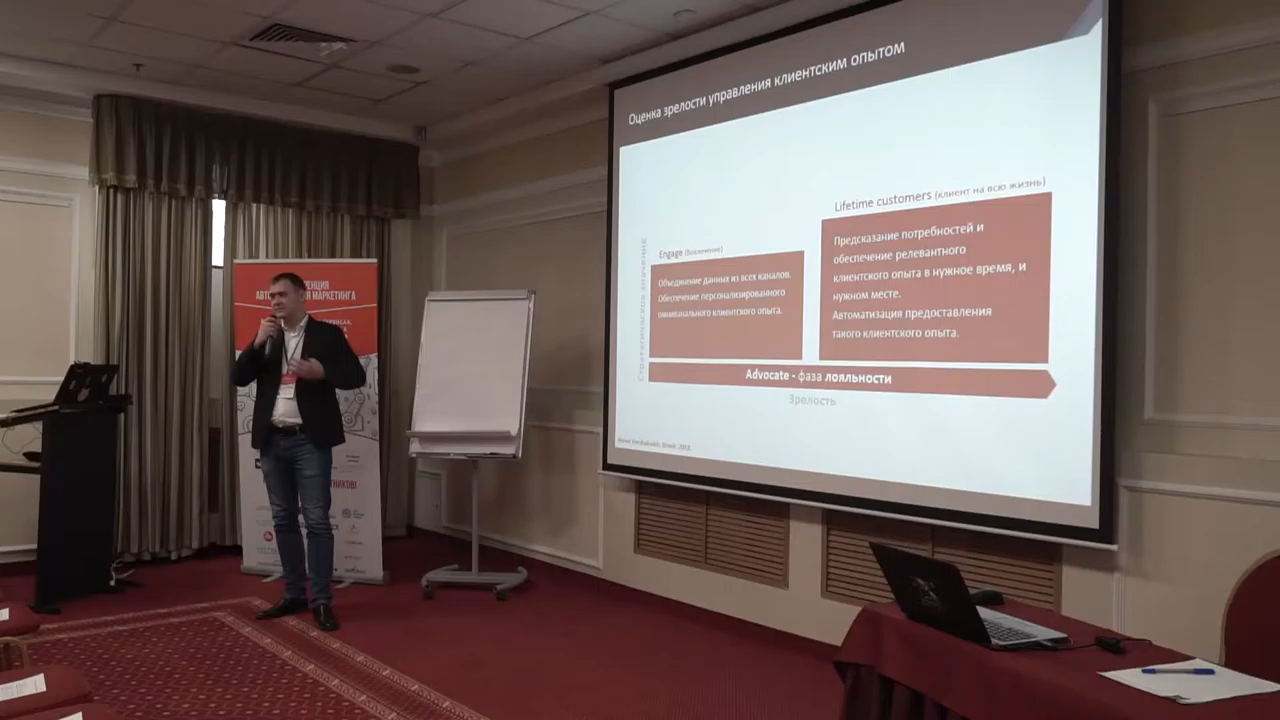 Оценка зрелости управления клиентским опытом
Lifetime customers (клиент на всю жизнь)
Предсказание потребностей и
обеспечение релевантного
клиентского опыта в нужное время, и
нужном месте.
Автоматизация предоставления
такого клиентского опыта.
Engage (Вовлечение)
Объединение данных из всех каналов.
Обеспечение персонализированного
омниканального клиентского опыта.
Advocate - фаза лояльности
Зрелость
Стратегическое значение
МАРКЕТИНГА